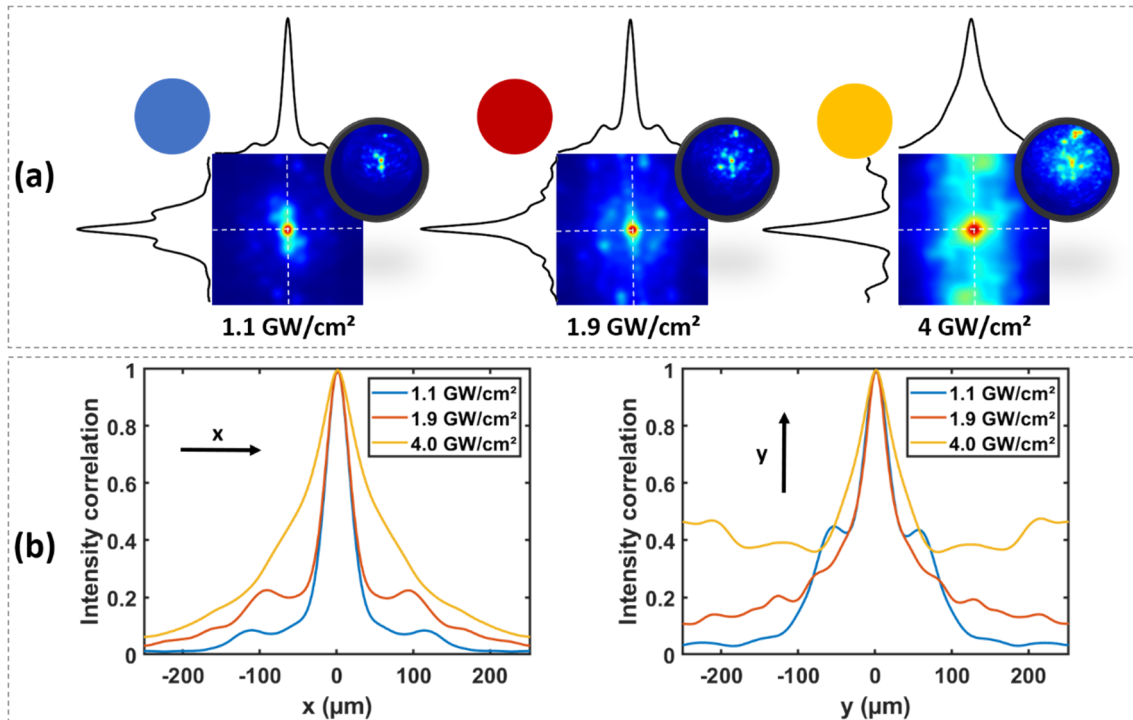 (a)
1.1 GW/cm²
1.9 GW/cm²
4 GW/cm²
(b)
Intensity correlation
1
0.8
0.6
0.4
0.2
0
-200
-100
0
100
200
x (µm)
x
1.1 GW/cm²
1.9 GW/cm²
4.0 GW/cm²
Intensity correlation
1
0.8
0.6
0.4
0.2
0
-200
-100
0
100
200
y (µm)
y
1.1 GW/cm²
1.9 GW/cm²
4.0 GW/cm²